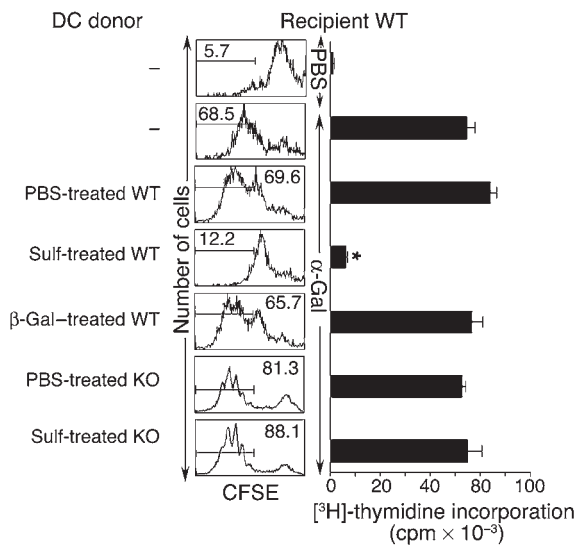 DC donor Recipient WT
– 5.7 PBS
– 68.5
PBS-treated WT 69.6
Sulf-treated WT 12.2 *
β-Gal–treated WT 65.7
PBS-treated KO 81.3
Sulf-treated KO 88.1
Number of cells
α-Gal
CFSE
0 20 40 60 80 100
[³H]-thymidine incorporation
(cpm × 10⁻³)